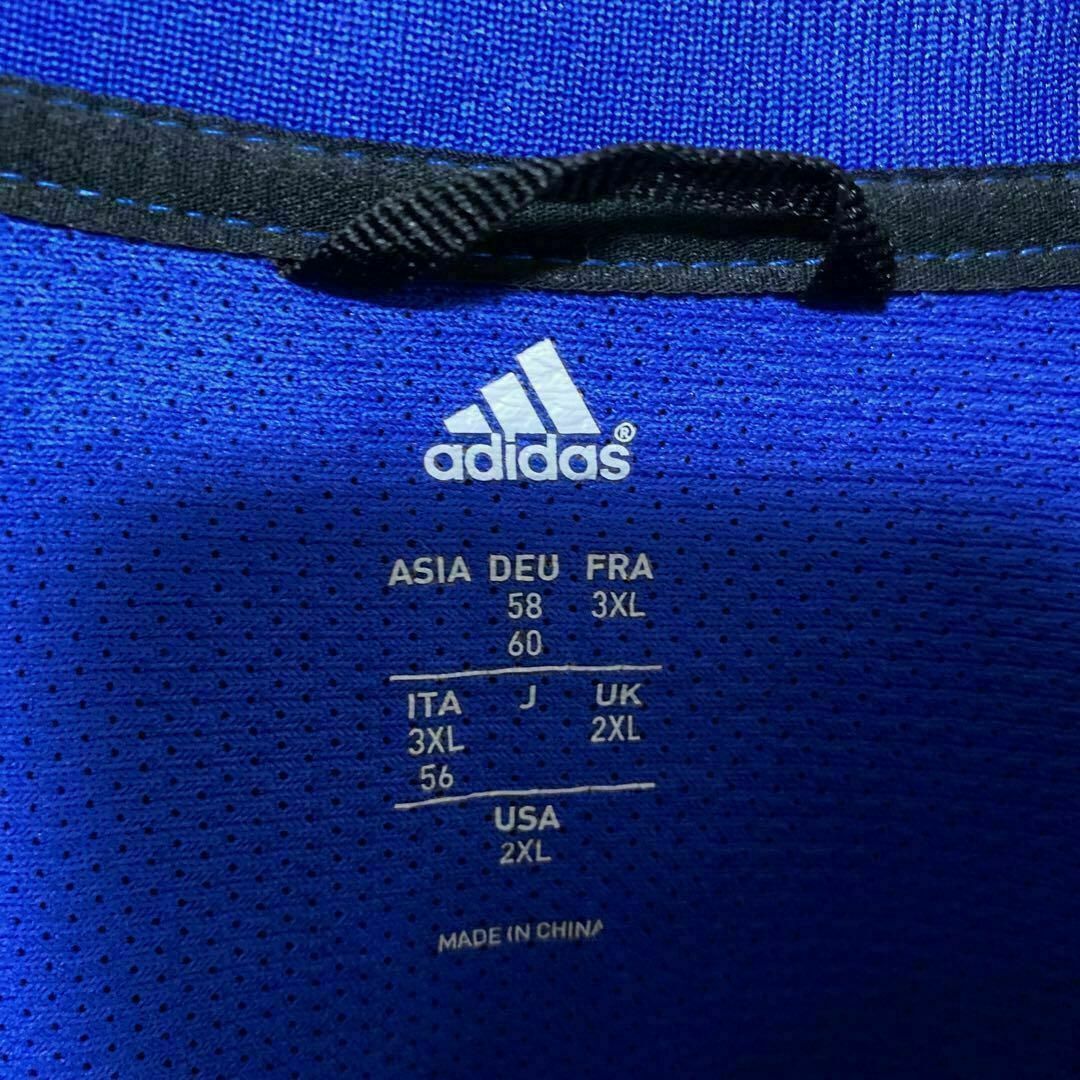 adidas®
ASIA DEU FRA
58 3XL
60
ITA J UK
3XL 2XL
56
USA
2XL
MADE IN CHINA